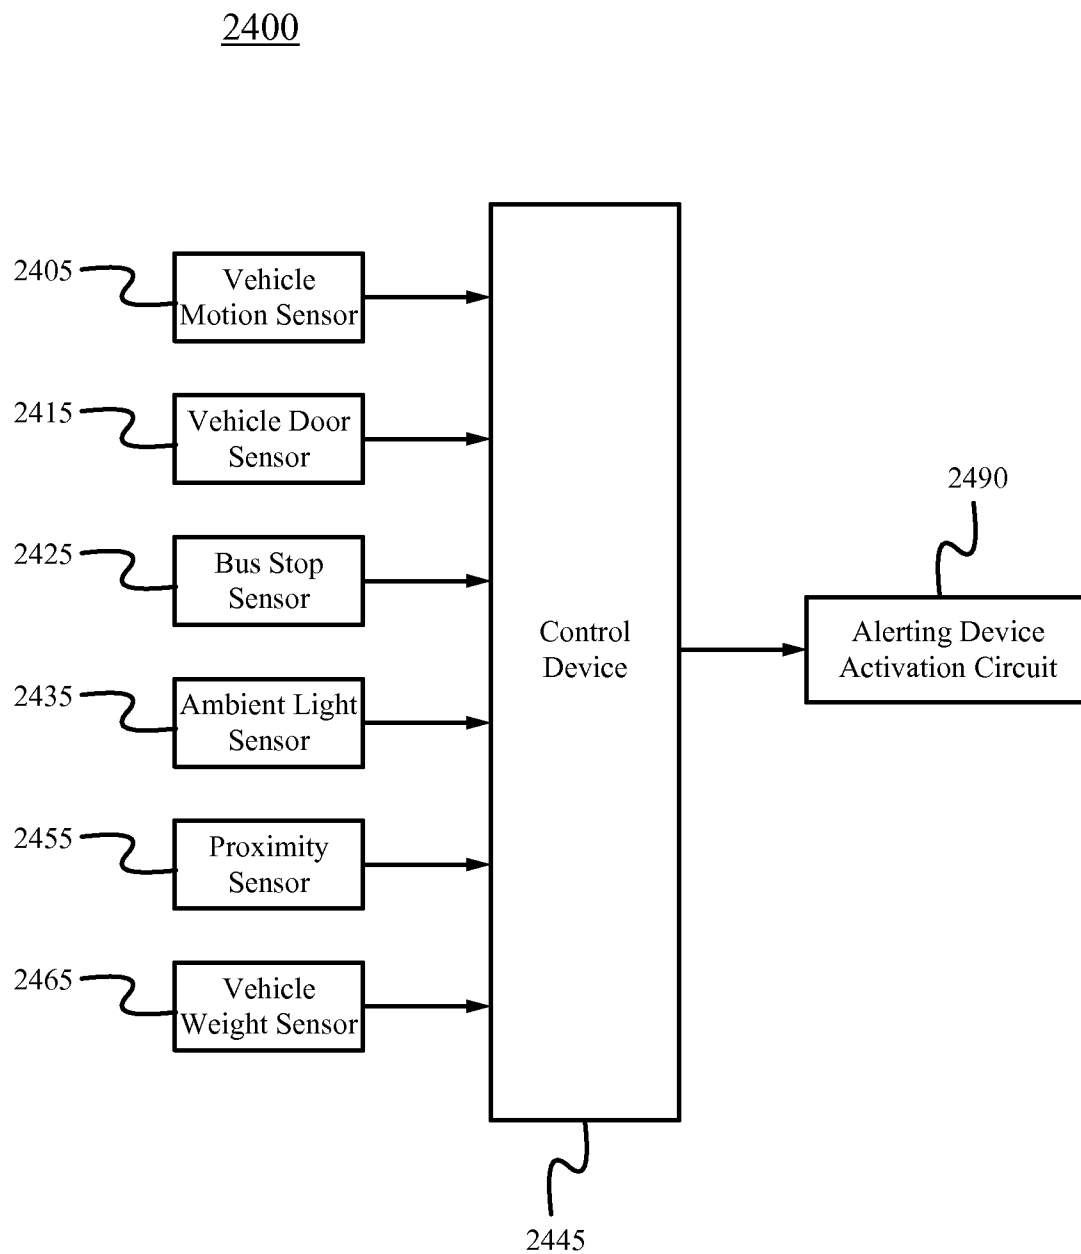 2400
2405
Vehicle
Motion Sensor
2415
Vehicle Door
Sensor
2425
Bus Stop
Sensor
2435
Ambient Light
Sensor
2455
Proximity
Sensor
2465
Vehicle
Weight Sensor
Control
Device
2445
2490
Alerting Device
Activation Circuit